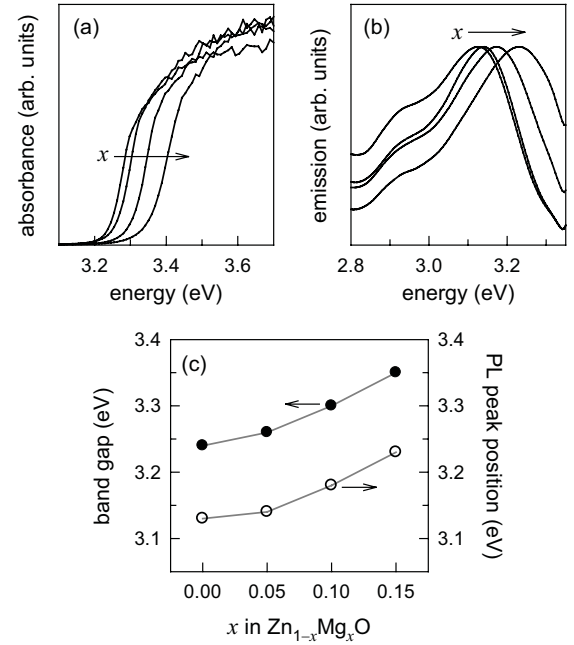 (a)
x
absorbance (arb. units)
3.2 3.4 3.6
energy (eV)
(b)
x
emission (arb. units)
2.8 3.0 3.2
energy (eV)
(c)
3.4
3.3
3.2
3.1
band gap (eV)
3.4
3.3
3.2
3.1
PL peak position (eV)
0.00 0.05 0.10 0.15
x in Zn₁₋ₓMgₓO